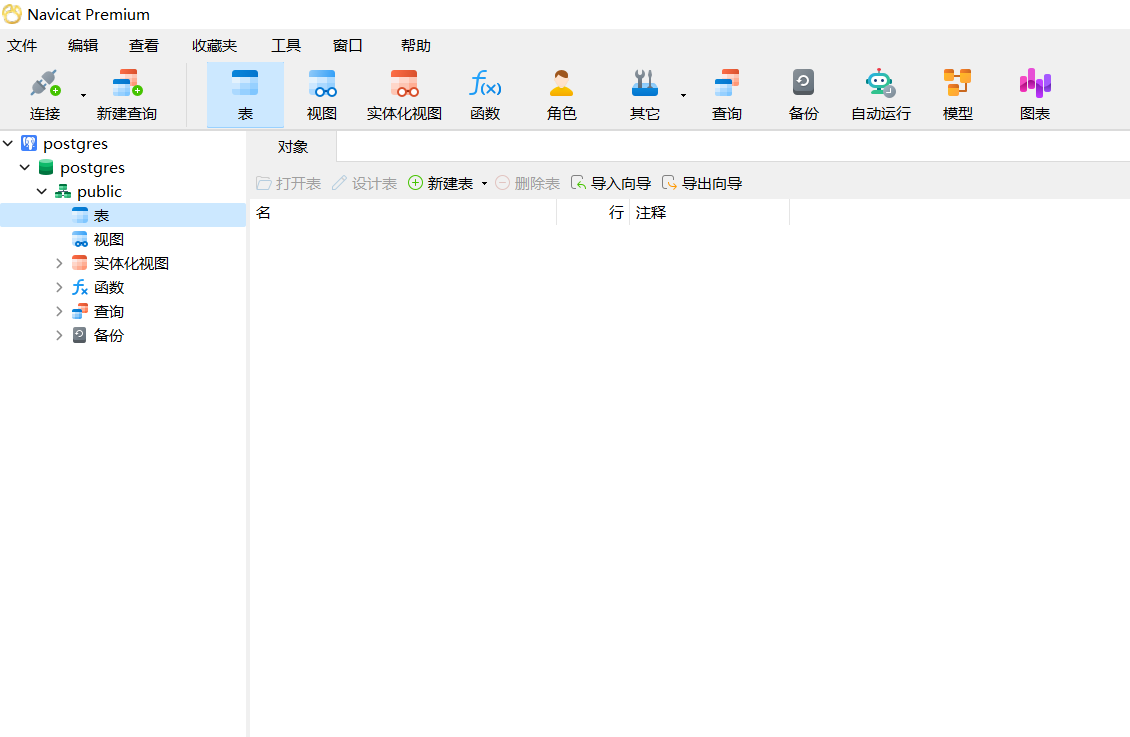 Navicat Premium
文件 编辑 查看 收藏夹 工具 窗口 帮助
连接 新建查询 表 视图 实体化视图 函数 角色 其它 查询 备份 自动运行 模型 图表
postgres
postgres
public
表
视图
实体化视图
函数
查询
备份
对象
打开表 设计表 新建表 删除表 导入向导 导出向导
名 行 注释